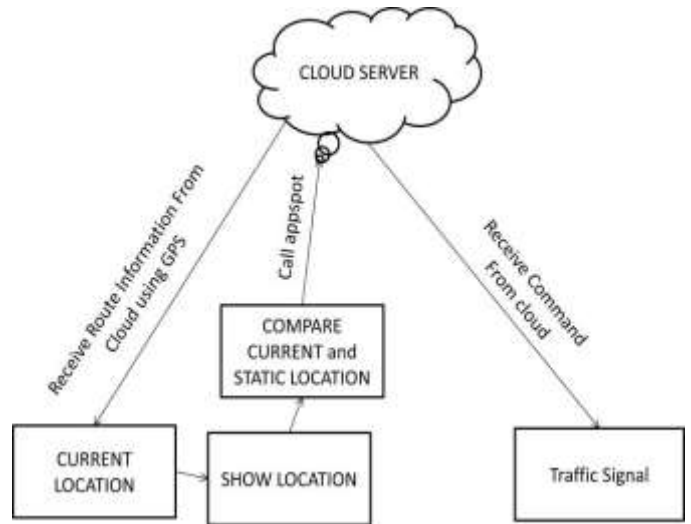 CLOUD SERVER
Receive Route Information From
Cloud using GPS
Call appspot
Receive Command
From cloud
COMPARE
CURRENT and
STATIC LOCATION
CURRENT
LOCATION
SHOW LOCATION
Traffic Signal